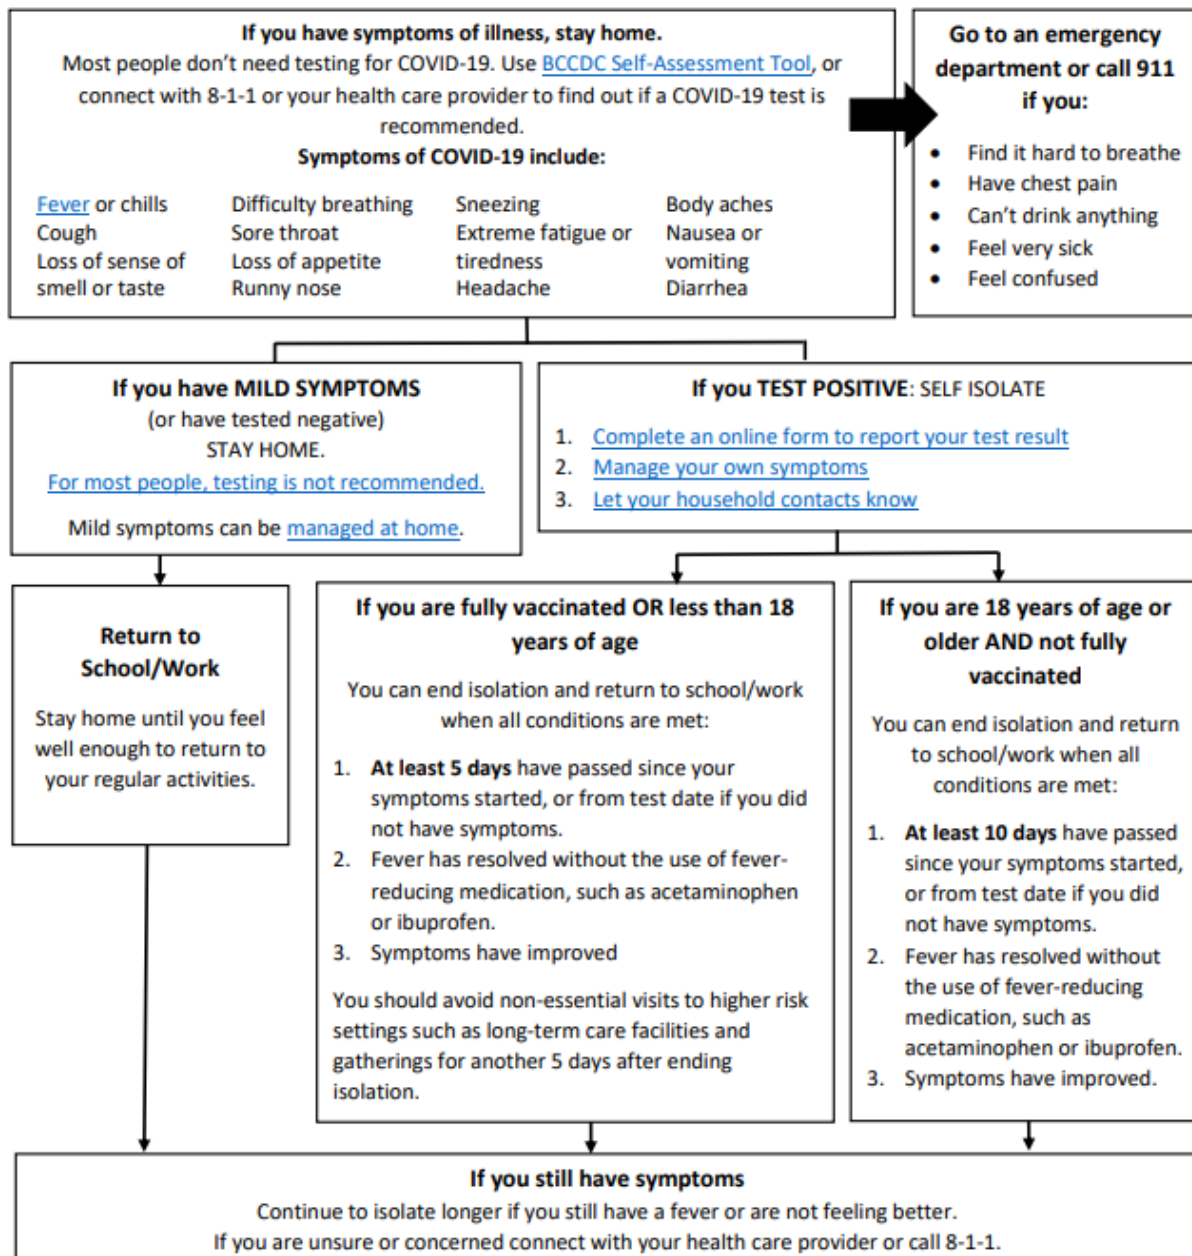 If you have symptoms of illness, stay home.
Most people don't need testing for COVID-19. Use BCCDC Self-Assessment Tool, or
connect with 8-1-1 or your health care provider to find out if a COVID-19 test is
recommended.
Symptoms of COVID-19 include:
Fever or chills
Cough
Loss of sense of
smell or taste
Difficulty breathing
Sore throat
Loss of appetite
Runny nose
Sneezing
Extreme fatigue or
tiredness
Headache
Body aches
Nausea or
vomiting
Diarrhea
Go to an emergency
department or call 911
if you:
• Find it hard to breathe
• Have chest pain
• Can't drink anything
• Feel very sick
• Feel confused
If you have MILD SYMPTOMS
(or have tested negative)
STAY HOME.
For most people, testing is not recommended.
Mild symptoms can be managed at home.
If you TEST POSITIVE: SELF ISOLATE
1. Complete an online form to report your test result
2. Manage your own symptoms
3. Let your household contacts know
Return to
School/Work
Stay home until you feel
well enough to return to
your regular activities.
If you are fully vaccinated OR less than 18
years of age
You can end isolation and return to school/work
when all conditions are met:
1. At least 5 days have passed since your
symptoms started, or from test date if you did
not have symptoms.
2. Fever has resolved without the use of fever-
reducing medication, such as acetaminophen
or ibuprofen.
3. Symptoms have improved
You should avoid non-essential visits to higher risk
settings such as long-term care facilities and
gatherings for another 5 days after ending
isolation.
If you are 18 years of age or
older AND not fully
vaccinated
You can end isolation and return
to school/work when all
conditions are met:
1. At least 10 days have passed
since your symptoms started,
or from test date if you did
not have symptoms.
2. Fever has resolved without
the use of fever-reducing
medication, such as
acetaminophen or ibuprofen.
3. Symptoms have improved.
If you still have symptoms
Continue to isolate longer if you still have a fever or are not feeling better.
If you are unsure or concerned connect with your health care provider or call 8-1-1.